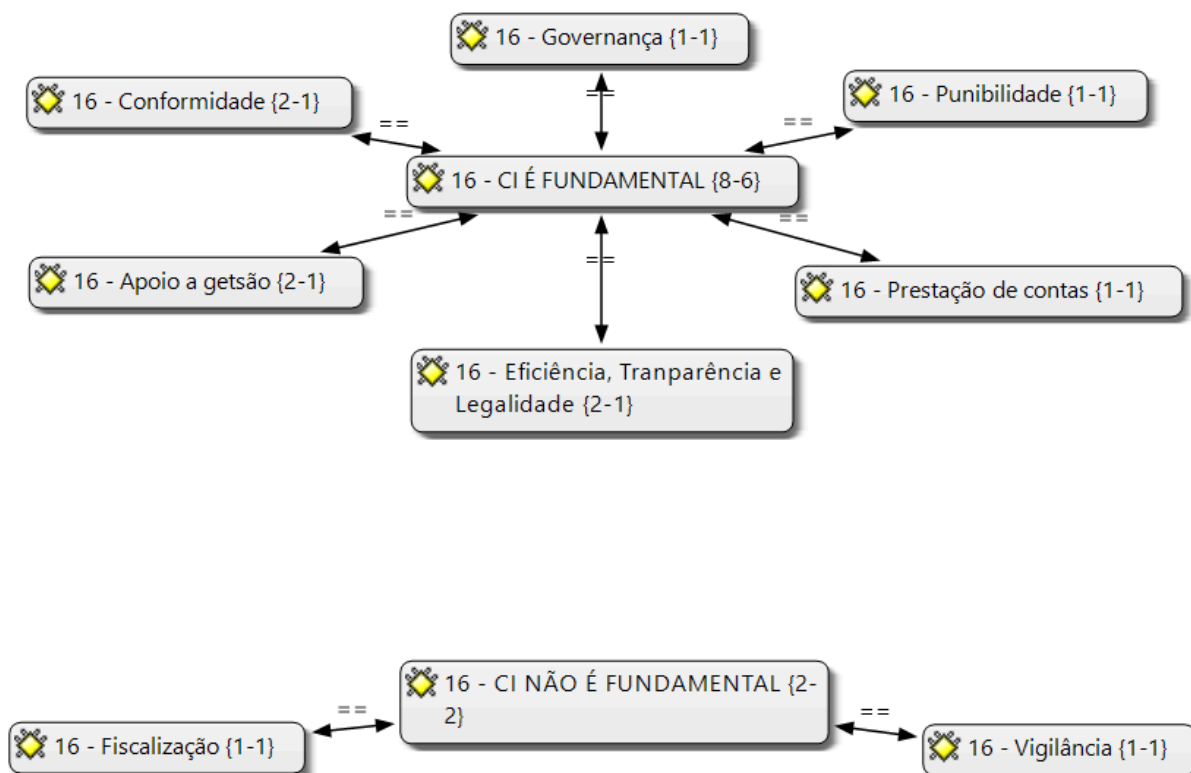 16 - Governança {1-1}
16 - Conformidade {2-1}
16 - Punibilidade {1-1}
==
==
==
16 - CI É FUNDAMENTAL {8-6}
==
==
==
16 - Apoio a getsão {2-1}
16 - Prestação de contas {1-1}
16 - Eficiência, Tranparência e
Legalidade {2-1}
16 - CI NÃO É FUNDAMENTAL {2-
2}
==
==
16 - Fiscalização {1-1}
16 - Vigilância {1-1}